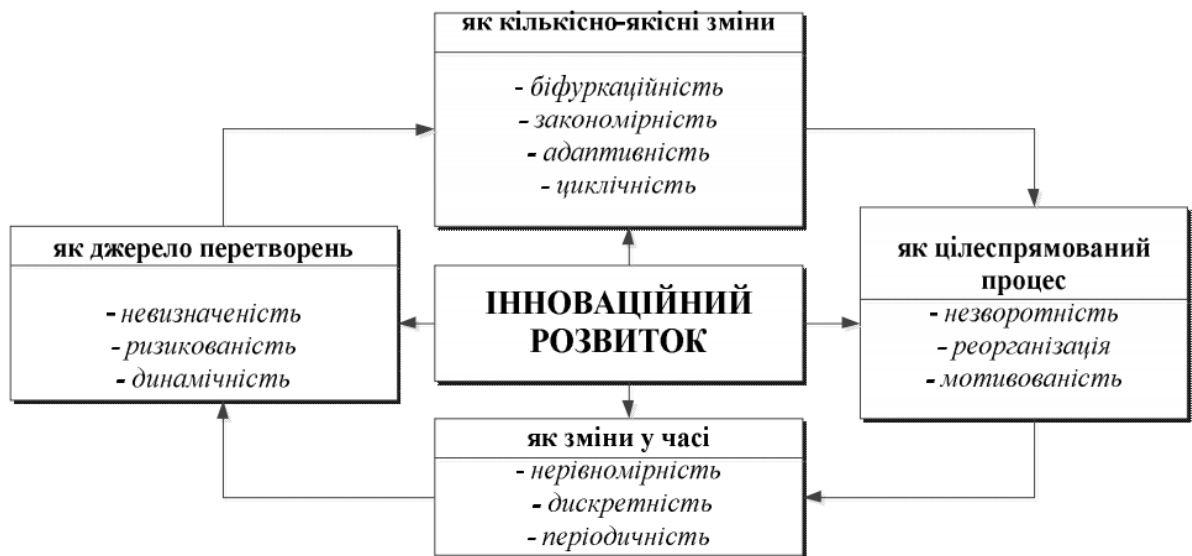 як кількісно-якісні зміни
- біфуркаційність
- закономірність
- адаптивність
- циклічність
як джерело перетворень
- невизначеність
- ризикованість
- динамічність
ІННОВАЦІЙНИЙ
РОЗВИТОК
як цілеспрямований
процес
- незворотність
- реорганізація
- мотивованість
як зміни у часі
- нерівномірність
- дискретність
- періодичність